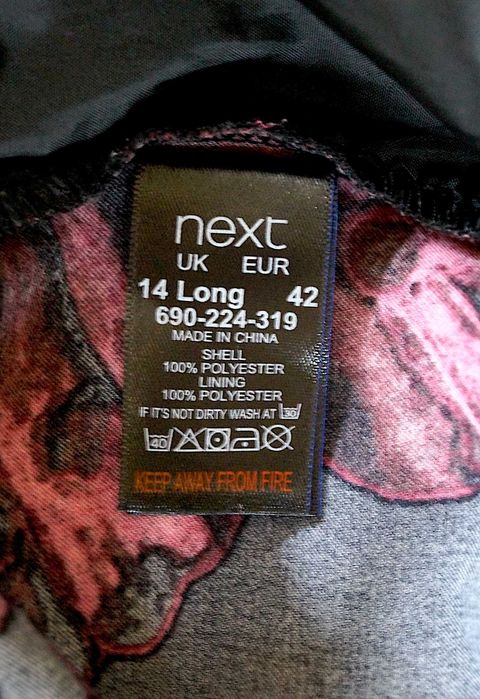 next
UK EUR
14 Long 42
690-224-319
MADE IN CHINA
SHELL
100% POLYESTER
LINING
100% POLYESTER
IF IT'S NOT DIRTY WASH AT 30
40
KEEP AWAY FROM FIRE